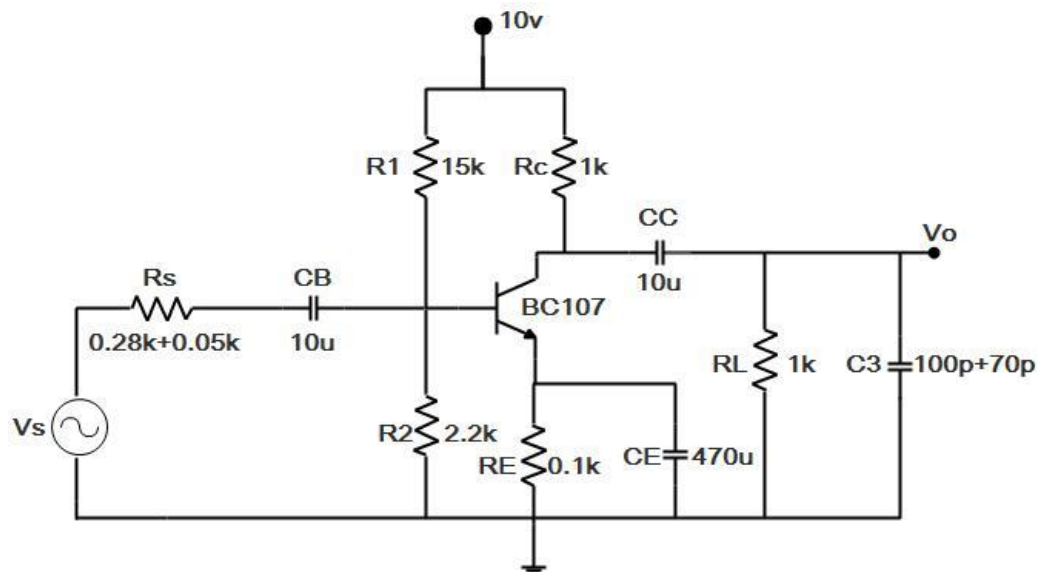 10v
R1 15k Rc 1k
CC
Vo
10u
Rs
CB
BC107
0.28k+0.05k
10u
RL 1k C3 100p+70p
Vs
R2 2.2k
RE 0.1k CE 470u